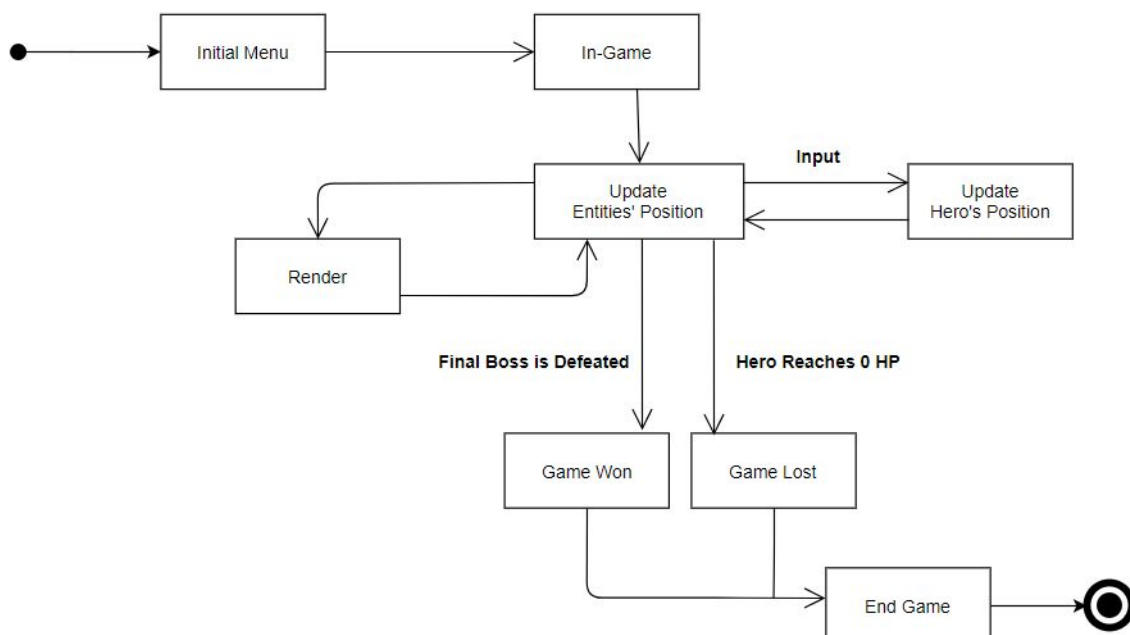 Initial Menu
In-Game
Input
Update
Entities' Position
Update
Hero's Position
Render
Final Boss is Defeated
Hero Reaches 0 HP
Game Won
Game Lost
End Game